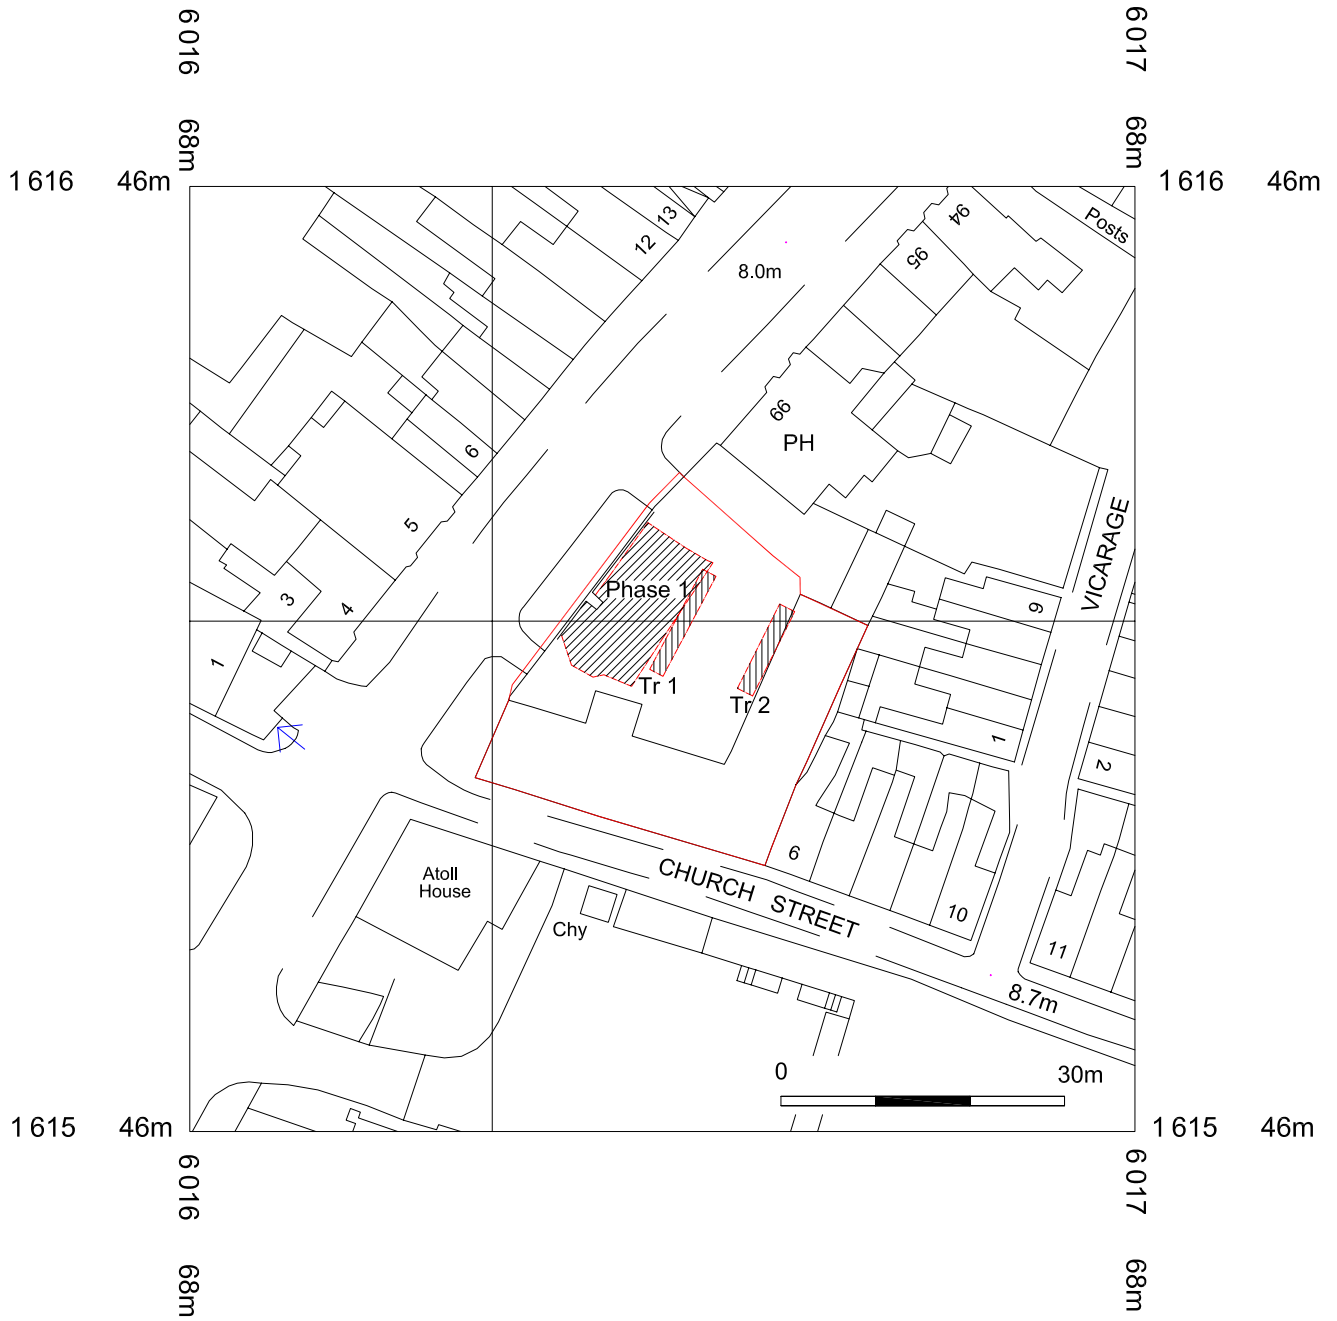 6 016 68m
6 017 68m
1 616 46m
1 616 46m
13
12
94
Posts
95
8.0m
99
PH
6
5
VICARAGE
3
4
Phase 1
9
1
Tr 1
Tr 2
1
2
6
Atoll
House
CHURCH STREET
10
Chy
11
8.7m
0
30m
1 615 46m
1 615 46m
6 016 68m
6 017 68m